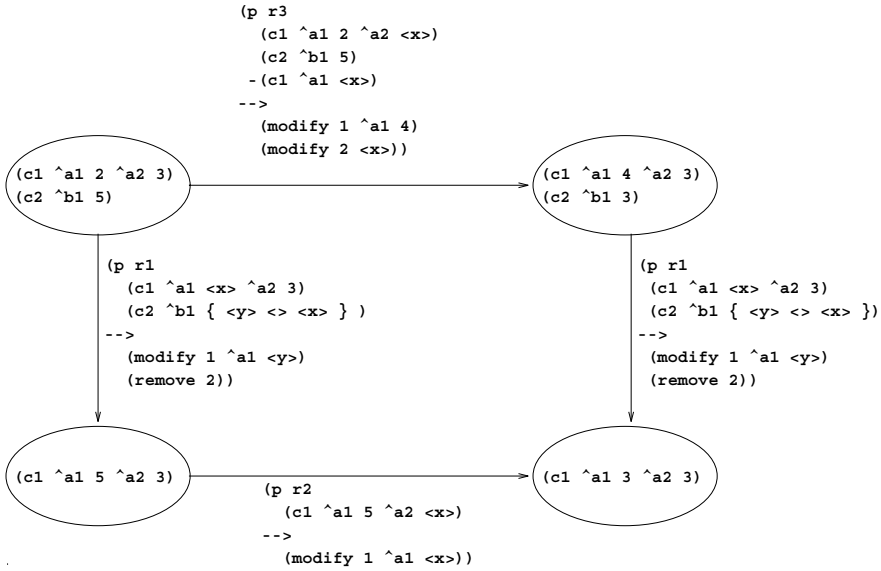 (p r3
(c1 ^a1 2 ^a2 <x>)
(c2 ^b1 5)
-(c1 ^a1 <x>)
-->
(modify 1 ^a1 4)
(modify 2 <x>))
(c1 ^a1 2 ^a2 3)
(c2 ^b1 5)
(c1 ^a1 4 ^a2 3)
(c2 ^b1 3)
(p r1
(c1 ^a1 <x> ^a2 3)
(c2 ^b1 { <y> <> <x> } )
-->
(modify 1 ^a1 <y>)
(remove 2))
(p r1
(c1 ^a1 <x> ^a2 3)
(c2 ^b1 { <y> <> <x> })
-->
(modify 1 ^a1 <y>)
(remove 2))
(c1 ^a1 5 ^a2 3)
(c1 ^a1 3 ^a2 3)
(p r2
(c1 ^a1 5 ^a2 <x>)
-->
(modify 1 ^a1 <x>))